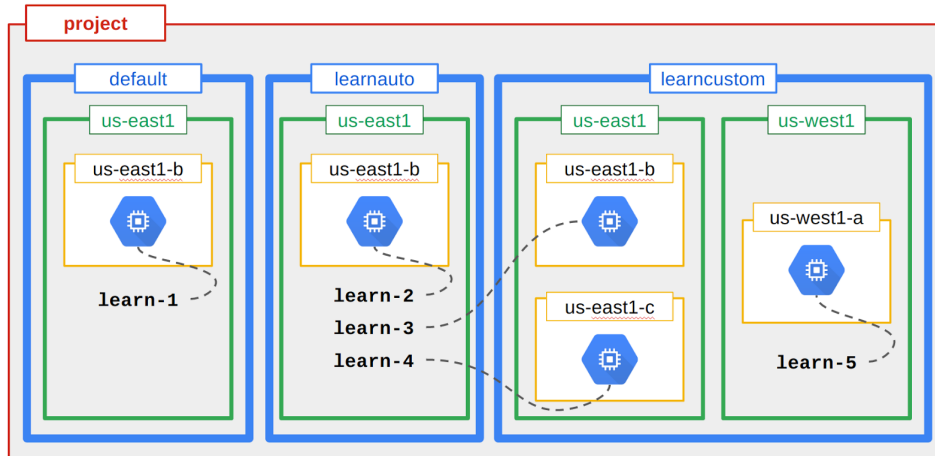 project
default
learnauto
learncustom
us-east1
us-east1
us-east1
us-west1
us-east1-b
us-east1-b
us-east1-b
us-west1-a
learn-1
learn-2
learn-3
us-east1-c
learn-4
learn-5